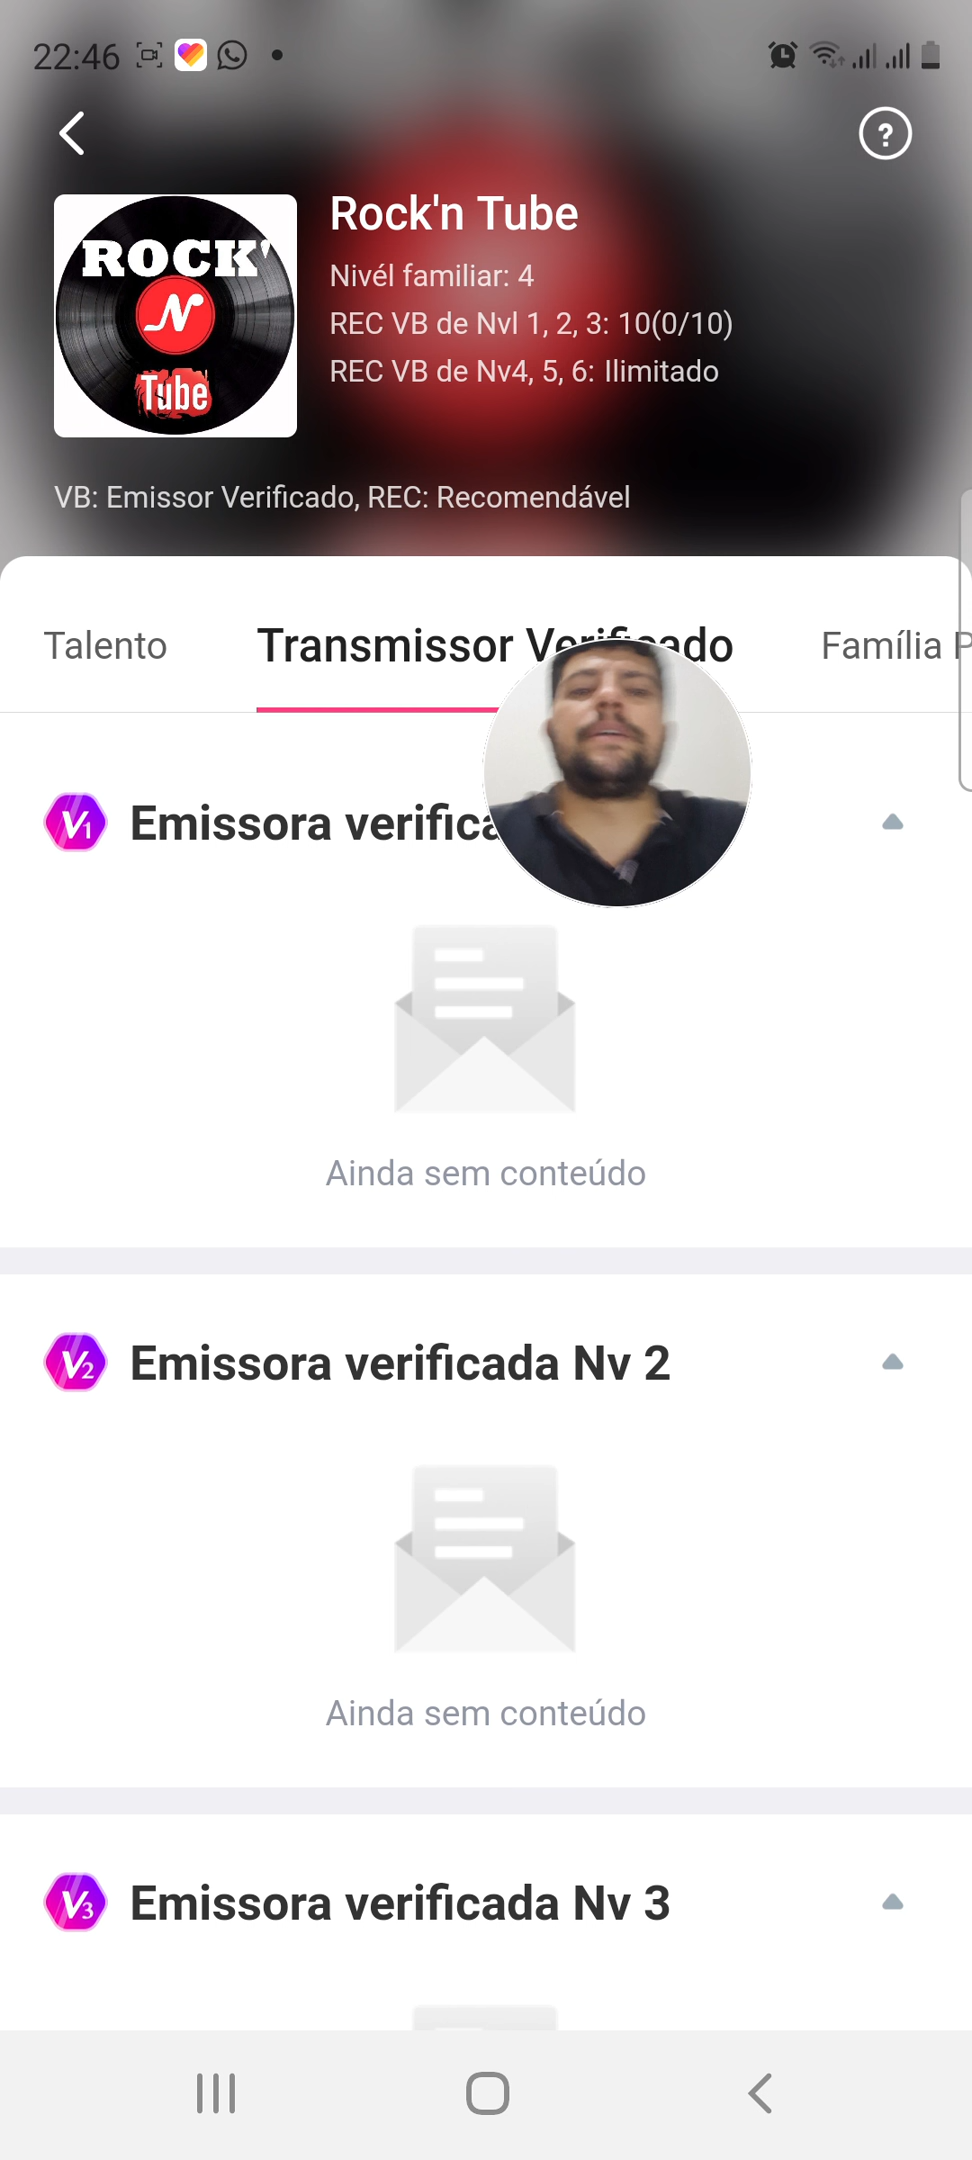 22:46
Rock'n Tube
ROCK'
N
Tube
Nivél familiar: 4
REC VB de Nvl 1, 2, 3: 10(0/10)
REC VB de Nv4, 5, 6: Ilimitado
VB: Emissor Verificado, REC: Recomendável
Talento
Transmissor Verificado
Família P
V1
Emissora verifica
Ainda sem conteúdo
V2
Emissora verificada Nv 2
Ainda sem conteúdo
V3
Emissora verificada Nv 3